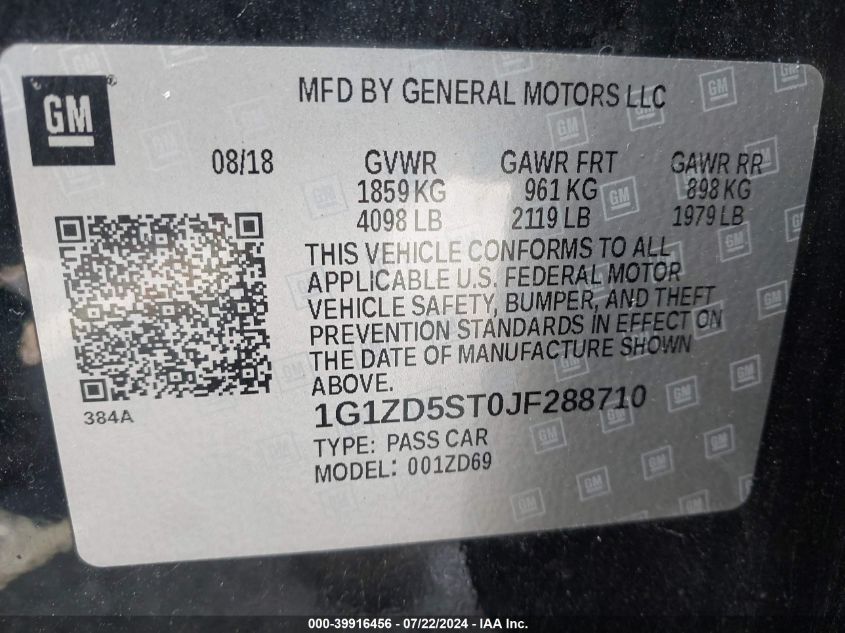 GM
MFD BY GENERAL MOTORS LLC
08/18 GVWR GAWR FRT GAWR RR
1859 KG 961 KG 898 KG
4098 LB 2119 LB 1979 LB
THIS VEHICLE CONFORMS TO ALL
APPLICABLE U.S. FEDERAL MOTOR
VEHICLE SAFETY, BUMPER, AND THEFT
PREVENTION STANDARDS IN EFFECT ON
THE DATE OF MANUFACTURE SHOWN
ABOVE.
384A
1G1ZD5ST0JF288710
TYPE: PASS CAR
MODEL: 001ZD69
000-39916456 - 07/22/2024 - IAA Inc.